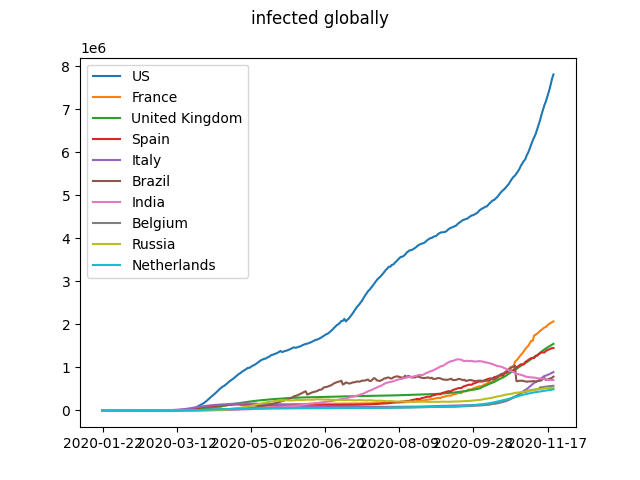 infected globally
1e6
8
7
6
5
4
3
2
1
0
US
France
United Kingdom
Spain
Italy
Brazil
India
Belgium
Russia
Netherlands
2020-01-22 2020-03-12 2020-05-01 2020-06-20 2020-08-09 2020-09-28 2020-11-17